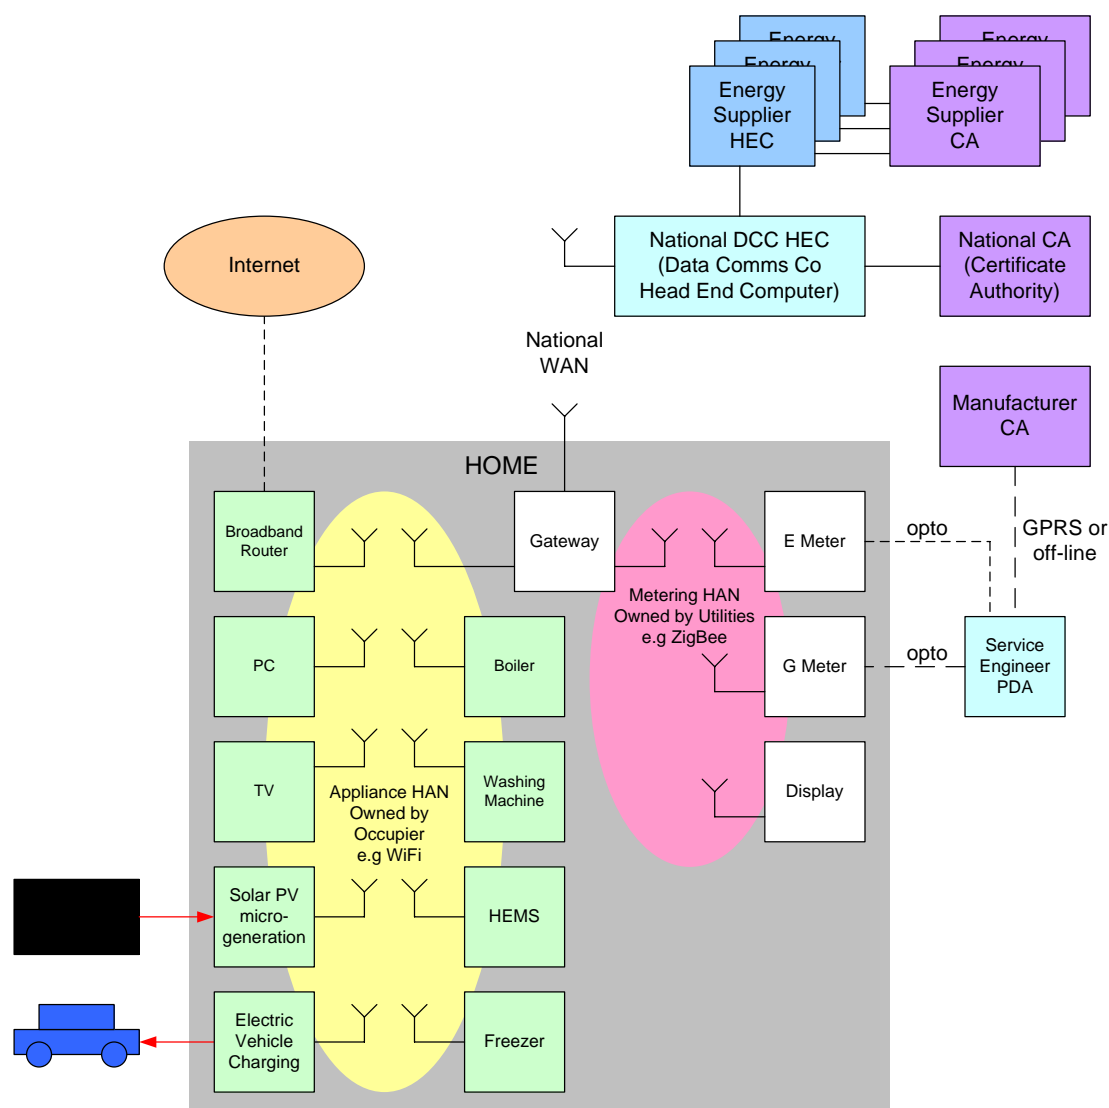 Energy
Energy
Energy
Supplier
HEC
Energy
Energy
Energy
Supplier
CA
National DCC HEC
(Data Comms Co
Head End Computer)
National CA
(Certificate
Authority)
Internet
National
WAN
Manufacturer
CA
HOME
Broadband
Router
Gateway
E Meter
opto
GPRS or
off-line
Metering HAN
Owned by Utilities
e.g ZigBee
PC
Boiler
G Meter
opto
Service
Engineer
PDA
TV
Appliance HAN
Owned by
Occupier
e.g WiFi
Washing
Machine
Display
Solar PV
micro-
generation
HEMS
Electric
Vehicle
Charging
Freezer